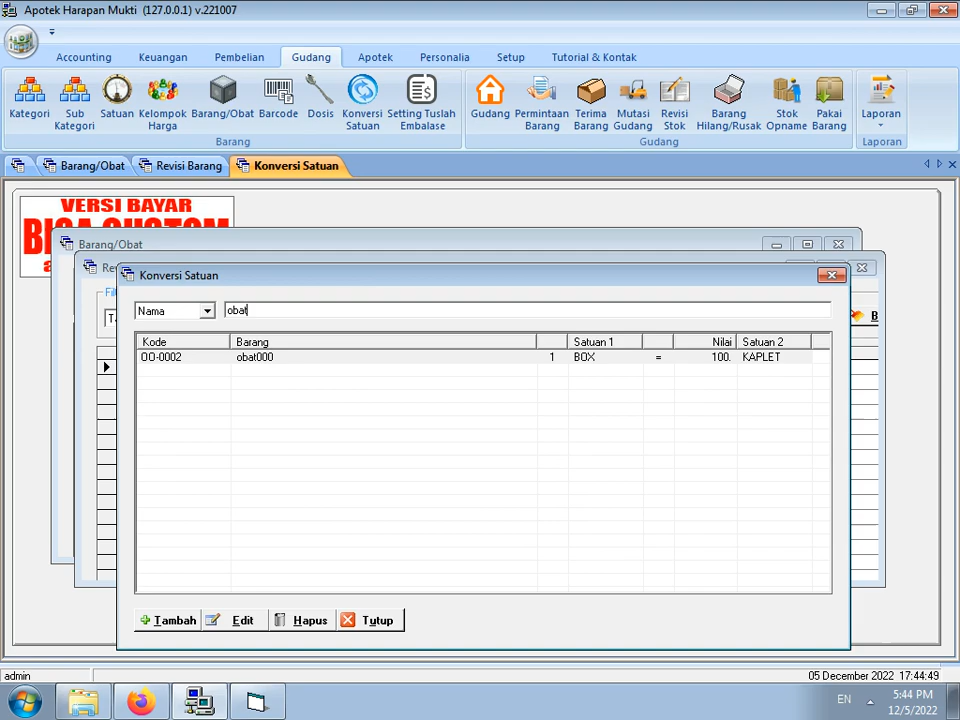 Apotek Harapan Mukti (127.0.0.1) v.221007
Accounting Keuangan Pembelian Gudang Apotek Personalia Setup Tutorial & Kontak
Kategori Sub Kategori Satuan Kelompok Harga Barang/Obat Barcode Dosis Konversi Satuan Setting Tuslah Embalase Gudang Permintaan Barang Terima Barang Mutasi Gudang Revisi Stok Barang Hilang/Rusak Stok Opname Pakai Barang Laporan
Barang Gudang Laporan
Barang/Obat Revisi Barang Konversi Satuan
VERSI BAYAR
Barang/Obat
Konversi Satuan
Nama obat
Kode Barang Satuan 1 Nilai Satuan 2
OO-0002 obat000 1 BOX = 100. KAPLET
Tambah Edit Hapus Tutup
admin 05 December 2022 17:44:49
EN 5:44 PM
12/5/2022